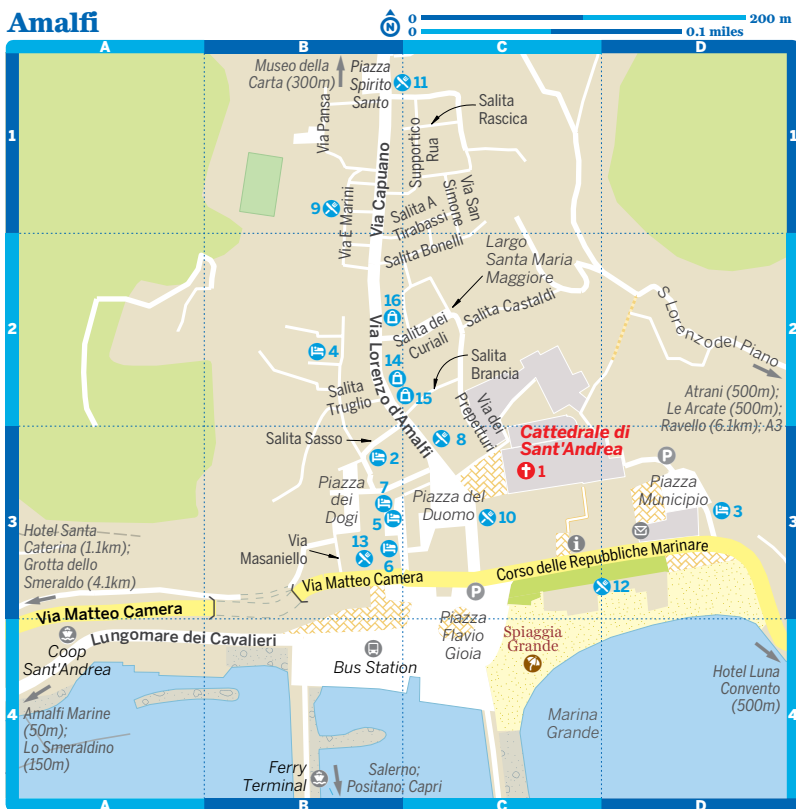 Amalfi
N
0 200 m
0 0.1 miles
A B C D
1 1
2 2
3 3
4 4
A B C D
Museo della
Carta (300m)
Piazza
Spirito
Santo
11
Salita
Rascica
Via Pansa
Supportico
Rua
Via Capuano
Via San
Simone
9
Via E Marini
Salita A
Tirabassi
Salita Bonelli
Largo
Santa Maria
Maggiore
16
Salita dei
Curiali
Salita Castaldi
S Lorenzo del Piano
4
Via Lorenzo d'Amalfi
14
15
Salita
Brancia
Salita
Truglio
Atrani (500m);
Le Arcate (500m);
Ravello (6.1km); A3
Via dei
Prepetturi
Salita Sasso
8
Cattedrale di
Sant'Andrea
1
2
P
Piazza
dei
Dogi
7
5
Piazza del
Duomo
10
Piazza
Municipio
3
Hotel Santa
Caterina (1.1km);
Grotta dello
Smeraldo (4.1km)
Via
Masaniello
13
6
i
Via Matteo Camera
Corso delle Repubbliche Marinare
12
P
Via Matteo Camera
Lungomare dei Cavalieri
Piazza
Flavio
Gioia
Spiaggia
Grande
Coop
Sant'Andrea
Bus Station
Hotel Luna
Convento
(500m)
Amalfi Marine
(50m);
Lo Smeraldino
(150m)
Marina
Grande
Ferry
Terminal
Salerno;
Positano; Capri